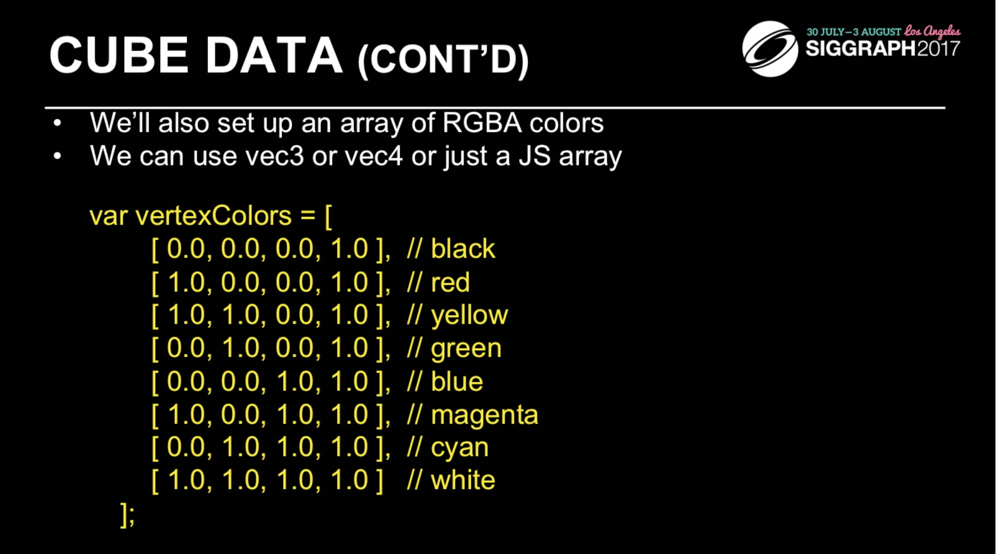 CUBE DATA (CONT’D)
30 JULY–3 AUGUST Los Angeles
SIGGRAPH2017
• We’ll also set up an array of RGBA colors
• We can use vec3 or vec4 or just a JS array
var vertexColors = [
[ 0.0, 0.0, 0.0, 1.0 ], // black
[ 1.0, 0.0, 0.0, 1.0 ], // red
[ 1.0, 1.0, 0.0, 1.0 ], // yellow
[ 0.0, 1.0, 0.0, 1.0 ], // green
[ 0.0, 0.0, 1.0, 1.0 ], // blue
[ 1.0, 0.0, 1.0, 1.0 ], // magenta
[ 0.0, 1.0, 1.0, 1.0 ], // cyan
[ 1.0, 1.0, 1.0, 1.0 ] // white
];